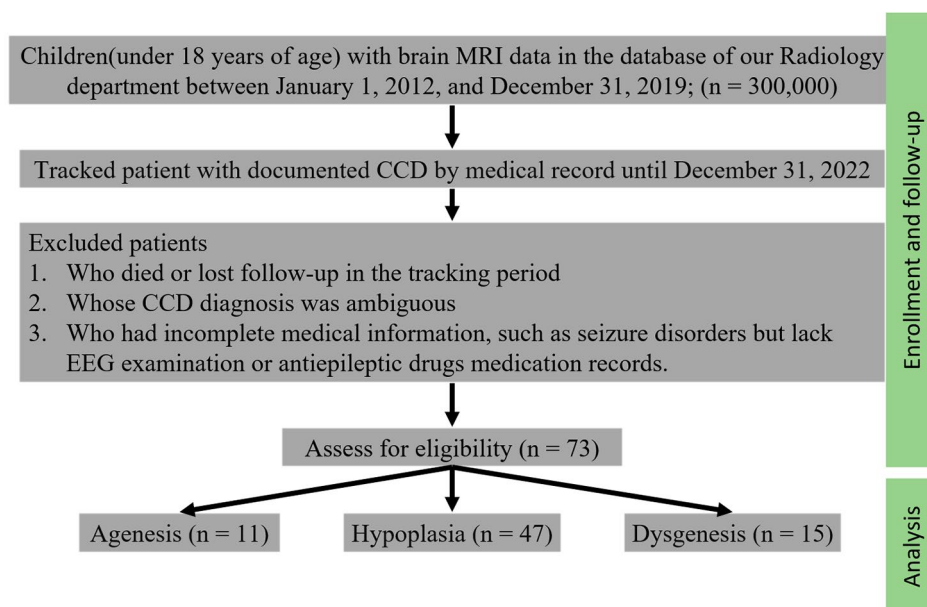 Children(under 18 years of age) with brain MRI data in the database of our Radiology
department between January 1, 2012, and December 31, 2019; (n = 300,000)
Tracked patient with documented CCD by medical record until December 31, 2022
Excluded patients
1. Who died or lost follow-up in the tracking period
2. Whose CCD diagnosis was ambiguous
3. Who had incomplete medical information, such as seizure disorders but lack
EEG examination or antiepileptic drugs medication records.
Assess for eligibility (n = 73)
Agenesis (n = 11)
Hypoplasia (n = 47)
Dysgenesis (n = 15)
Enrollment and follow-up
Analysis